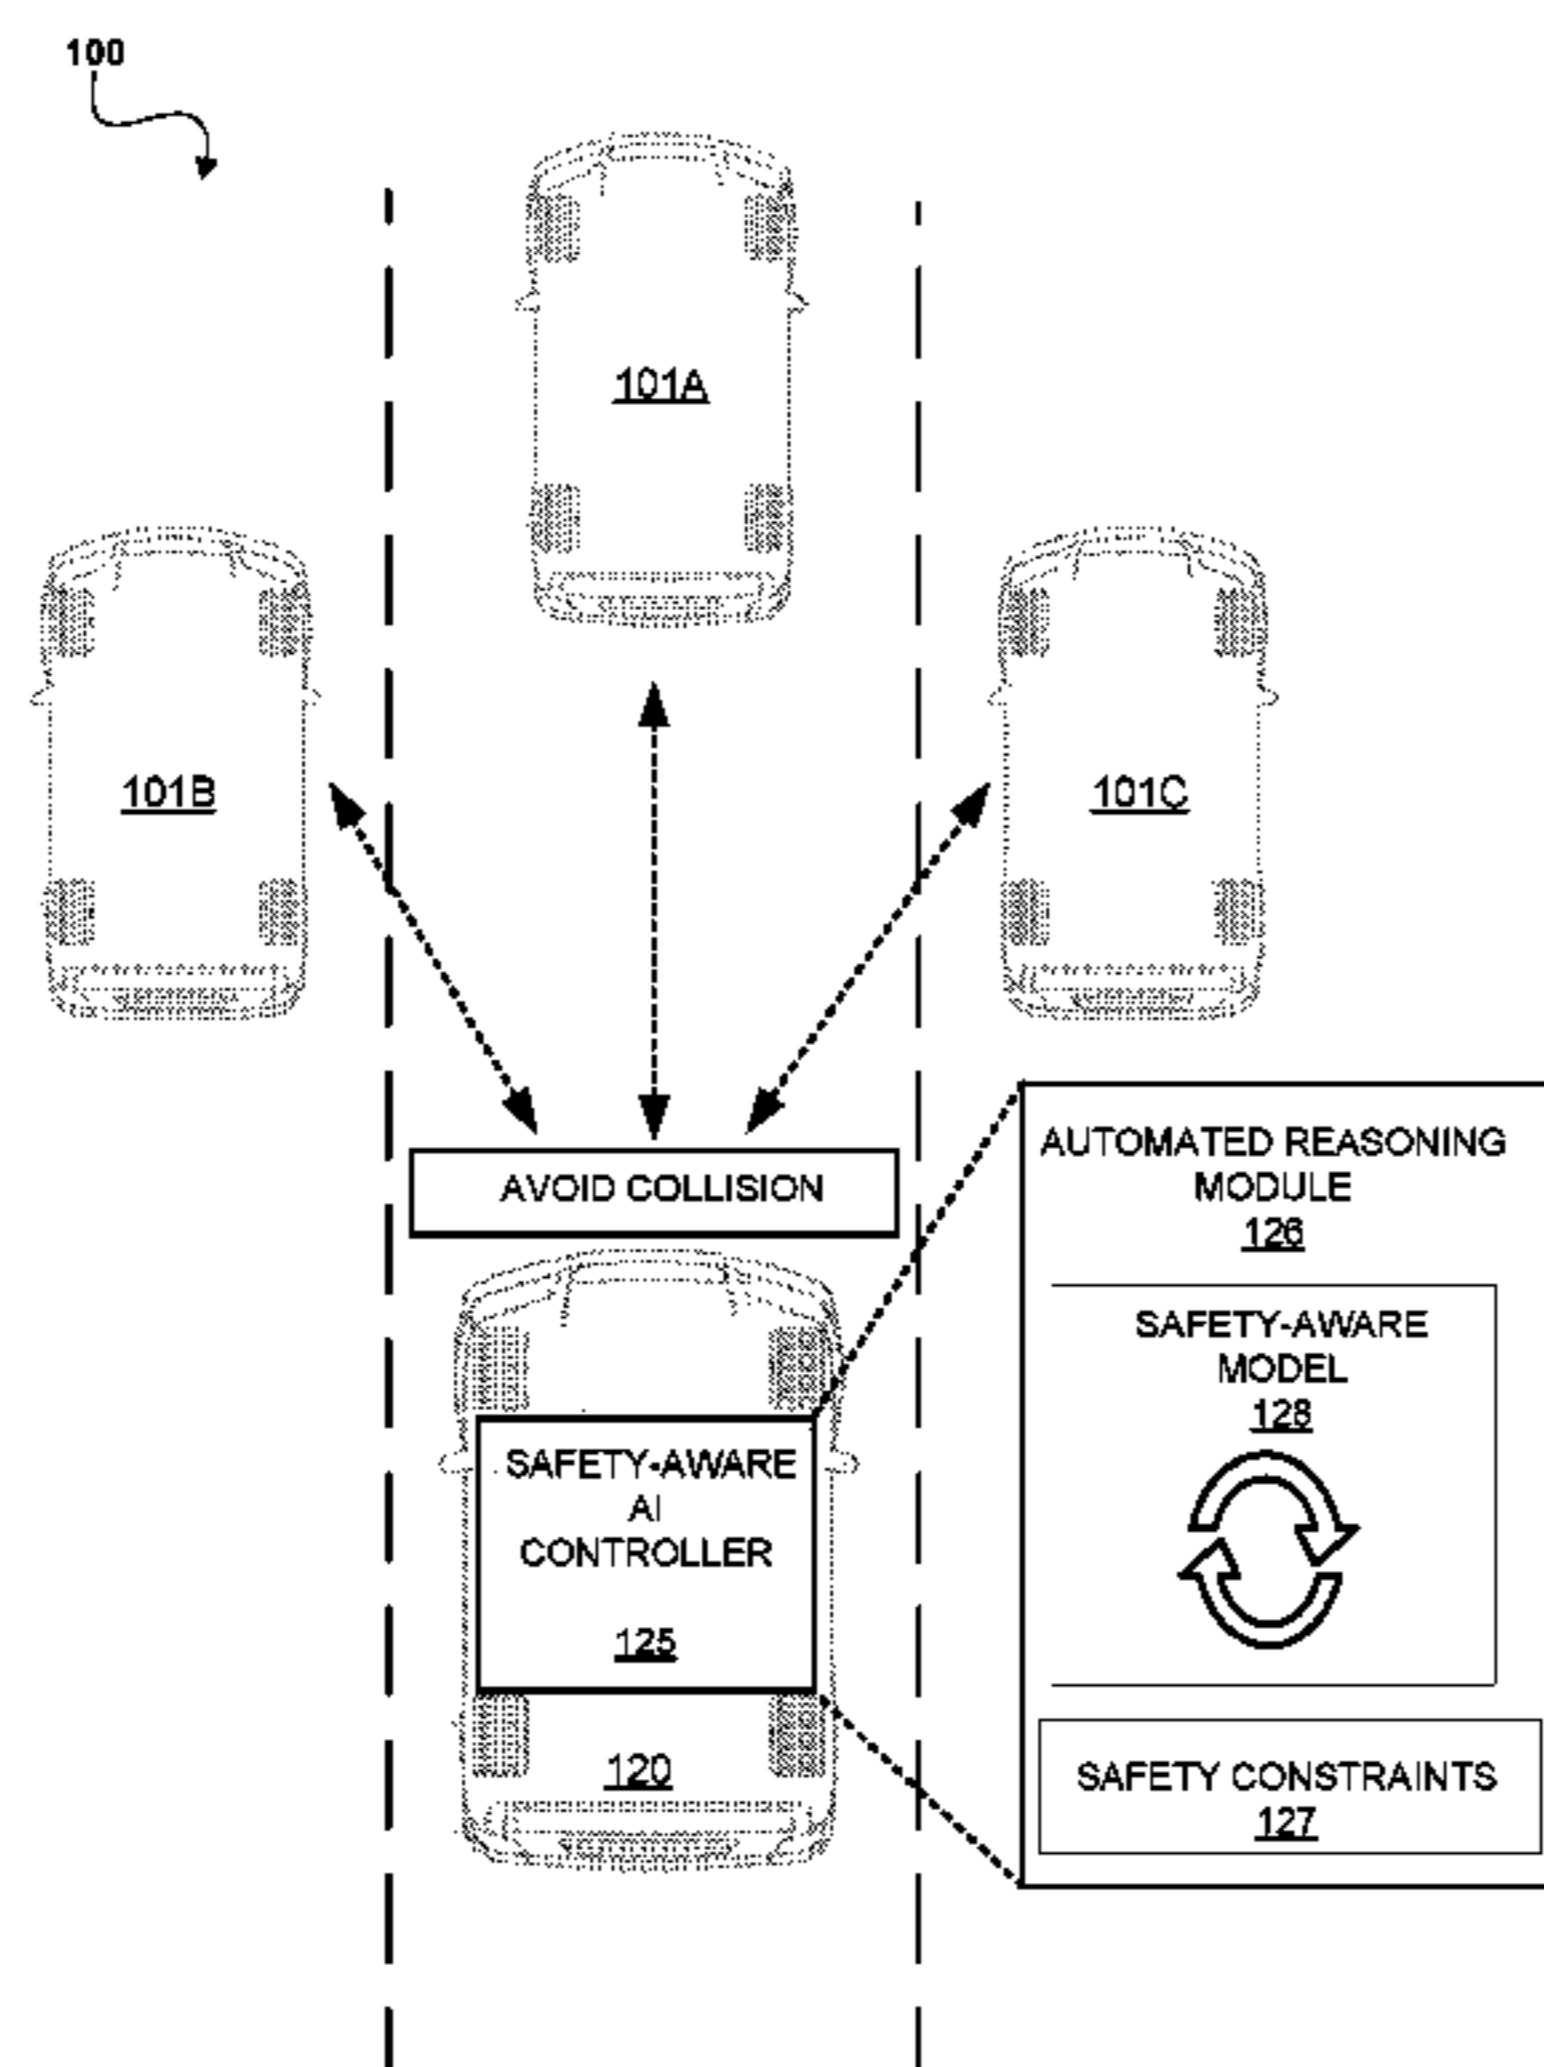 100
101A
101B
101C
AVOID COLLISION
AUTOMATED REASONING
MODULE
126
SAFETY-AWARE
MODEL
128
SAFETY CONSTRAINTS
127
SAFETY-AWARE
AI
CONTROLLER
125
120